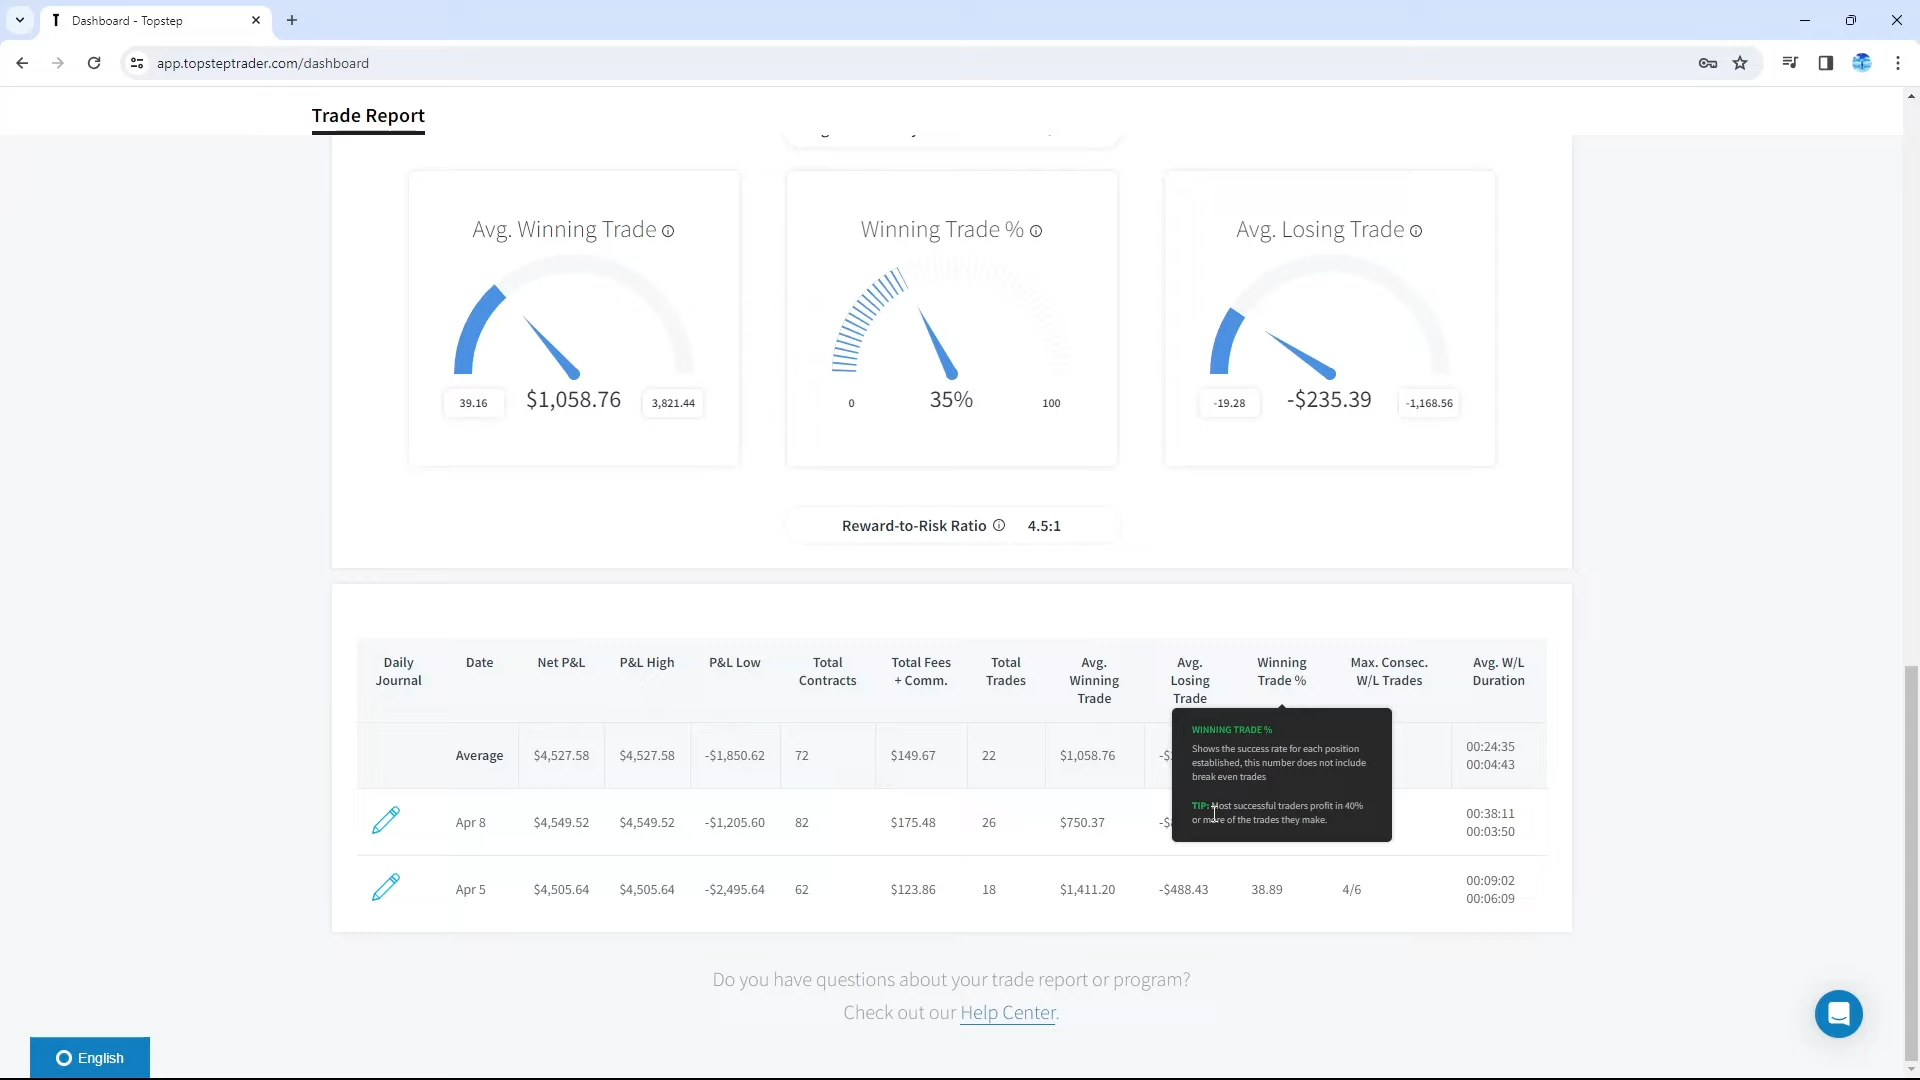 Dashboard - Topstep
app.topsteptrader.com/dashboard
Trade Report
Avg. Winning Trade
$1,058.76
39.16
3,821.44
Winning Trade %
35%
0
100
Avg. Losing Trade
-$235.39
-19.28
-1,168.56
Reward-to-Risk Ratio 4.5:1
Daily Journal Date Net P&L P&L High P&L Low Total Contracts Total Fees + Comm. Total Trades Avg. Winning Trade Avg. Losing Trade Winning Trade % Max. Consec. W/L Trades Avg. W/L Duration
Average $4,527.58 $4,527.58 -$1,850.62 72 $149.67 22 $1,058.76 00:24:35 00:04:43
Apr 8 $4,549.52 $4,549.52 -$1,205.60 82 $175.48 26 $750.37 00:38:11 00:03:50
Apr 5 $4,505.64 $4,505.64 -$2,495.64 62 $123.86 18 $1,411.20 -$488.43 38.89 4/6 00:09:02 00:06:09
WINNING TRADE %
Shows the success rate for each position
established, this number does not include
break even trades
TIP: Most successful traders profit in 40%
or more of the trades they make.
Do you have questions about your trade report or program?
Check out our Help Center.
English